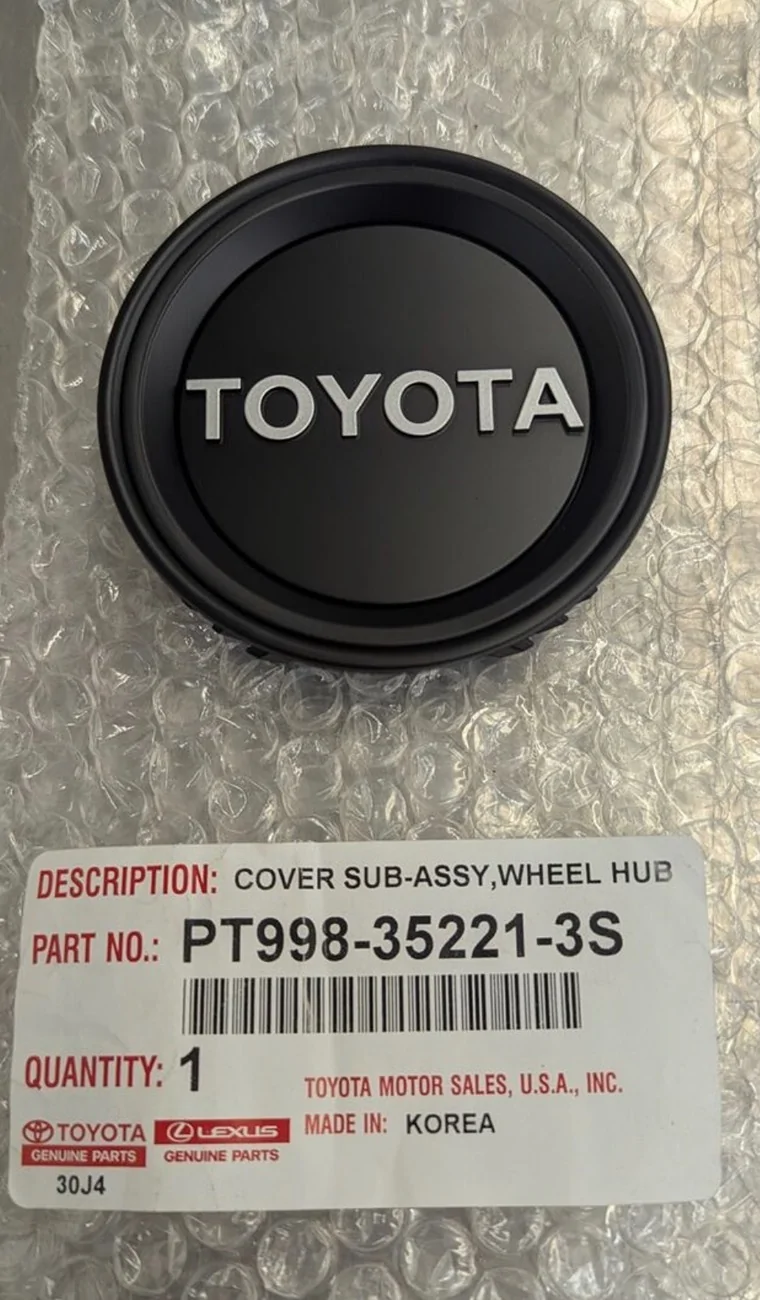 TOYOTA
DESCRIPTION: COVER SUB-ASSY,WHEEL HUB
PART NO.: PT998-35221-3S
QUANTITY: 1
TOYOTA MOTOR SALES, U.S.A., INC.
MADE IN: KOREA
TOYOTA
GENUINE PARTS
LEXUS
GENUINE PARTS
30J4